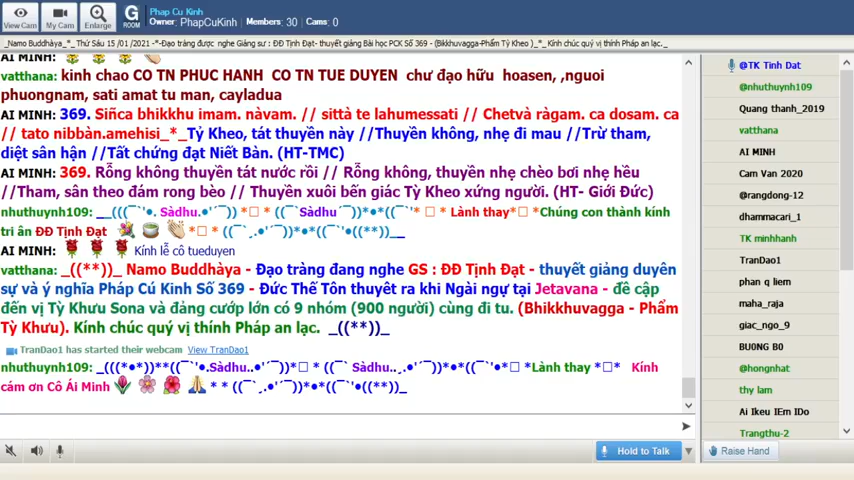 Phap Cu Kinh
Owner: PhapCuKinh Members: 30 Cams: 0
View Cam
My Cam
Enlarge
G
ROOM
_Namo Buddhàya_*_ Thứ Sáu 15 /01 /2021 -*-Đạo tràng được nghe Giảng sư : ĐĐ Tịnh Đạt- thuyết giảng Bài học PCK Số 369 - (Bikkhuvagga-Phẩm Tỳ Kheo )_*_ Kính chúc quý vị thính Pháp an lạc._
AI MINH:
vatthana: kinh chao CO TN PHUC HANH CO TN TUE DUYEN chư đạo hữu hoasen, ,nguoi
phuongnam, sati amat tu man, cayladua
AI MINH: 369. Siñca bhikkhu imam. nàvam. // sittà te lahumessati // Chetvà ràgam. ca dosam. ca
// tato nibbàn.amehisi_*_Tỷ Kheo, tát thuyền này //Thuyền không, nhẹ đi mau //Trừ tham,
diệt sân hận //Tất chứng đạt Niết Bàn. (HT-TMC)
AI MINH: 369. Rỗng không thuyền tát nước rồi // Rỗng không, thuyền nhẹ chèo bơi nhẹ hều
//Tham, sân theo đám rong bèo // Thuyền xuôi bến giác Tỳ Kheo xứng người. (HT- Giới Đức)
nhuthuynh109: Sàdhu Sàdhu Lành thay Chúng con thành kính
tri ân ĐĐ Tịnh Đạt
AI MINH: Kính lễ cô tueduyen
vatthana: _((**))_ Namo Buddhàya - Đạo tràng đang nghe GS : ĐĐ Tịnh Đạt - thuyết giảng duyên
sự và ý nghĩa Pháp Cú Kinh Số 369 - Đức Thế Tôn thuyêt ra khi Ngài ngự tại Jetavana - đề cập
đến vị Tỳ Khưu Sona và đảng cướp lớn có 9 nhóm (900 người) cùng đi tu. (Bhikkhuvagga - Phẩm
Tỳ Khưu). Kính chúc quý vị thính Pháp an lạc. _((**))_
TranDao1 has started their webcam View TranDao1
nhuthuynh109: Sàdhu Sàdhu Lành thay *** Kính
cám ơn Cô Ái Minh
Hold to Talk
Raise Hand
@TK Tinh Dat
@nhuthuynh109
Quang thanh_2019
vatthana
AI MINH
Cam Van 2020
@rangdong-12
dhammacari_1
TK minhhanh
TranDao1
phan q liem
maha_raja
giac_ngo_9
BU0NG B0
@hongnhat
thy lam
Ai Ikeu IEm IDo
Trangthu-2